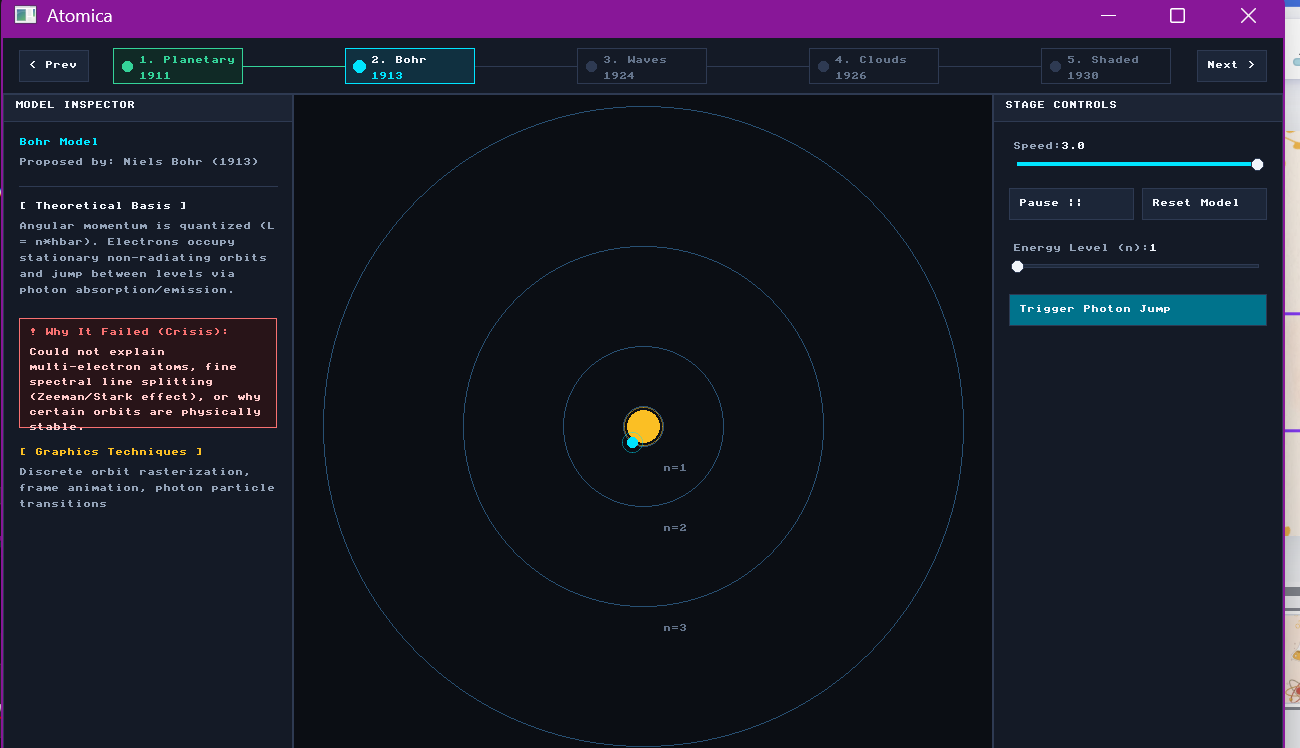 Atomica
< Prev
1. Planetary
1911
2. Bohr
1913
3. Waves
1924
4. Clouds
1926
5. Shaded
1930
Next >
MODEL INSPECTOR
Bohr Model
Proposed by: Niels Bohr (1913)
[ Theoretical Basis ]
Angular momentum is quantized (L
= n*hbar). Electrons occupy
stationary non-radiating orbits
and jump between levels via
photon absorption/emission.
! Why It Failed (Crisis):
Could not explain
multi-electron atoms, fine
spectral line splitting
(Zeeman/Stark effect), or why
certain orbits are physically
stable.
[ Graphics Techniques ]
Discrete orbit rasterization,
frame animation, photon particle
transitions
n=1
n=2
n=3
STAGE CONTROLS
Speed:3.0
Pause ||
Reset Model
Energy Level (n):1
Trigger Photon Jump